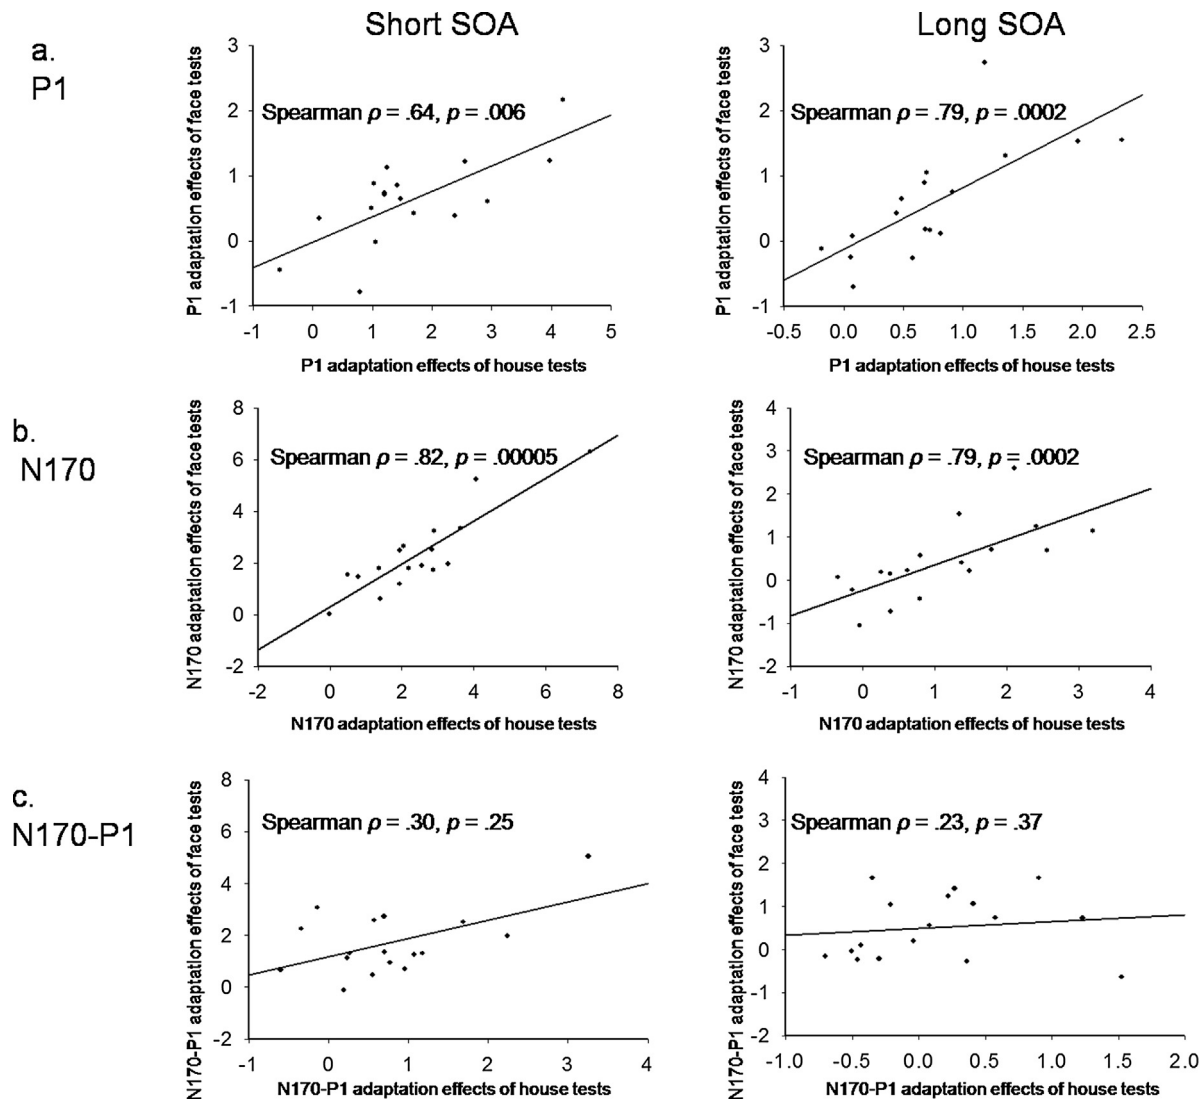 Short SOA
Long SOA
a.
P1
3
2
1
0
-1
P1 adaptation effects of face tests
Spearman ρ = .64, p = .006
-1 0 1 2 3 4 5
P1 adaptation effects of house tests
3
2
1
0
-1
P1 adaptation effects of face tests
Spearman ρ = .79, p = .0002
-0.5 0.0 0.5 1.0 1.5 2.0 2.5
P1 adaptation effects of house tests
b.
N170
8
6
4
2
0
-2
N170 adaptation effects of face tests
Spearman ρ = .82, p = .00005
-2 0 2 4 6 8
N170 adaptation effects of house tests
4
3
2
1
0
-1
-2
N170 adaptation effects of face tests
Spearman ρ = .79, p = .0002
-1 0 1 2 3 4
N170 adaptation effects of house tests
c.
N170-P1
8
6
4
2
0
-2
N170-P1 adaptation effects of face tests
Spearman ρ = .30, p = .25
-1 0 1 2 3 4
N170-P1 adaptation effects of house tests
4
3
2
1
0
-1
-2
N170-P1 adaptation effects of face tests
Spearman ρ = .23, p = .37
-1.0 -0.5 0.0 0.5 1.0 1.5 2.0
N170-P1 adaptation effects of house tests